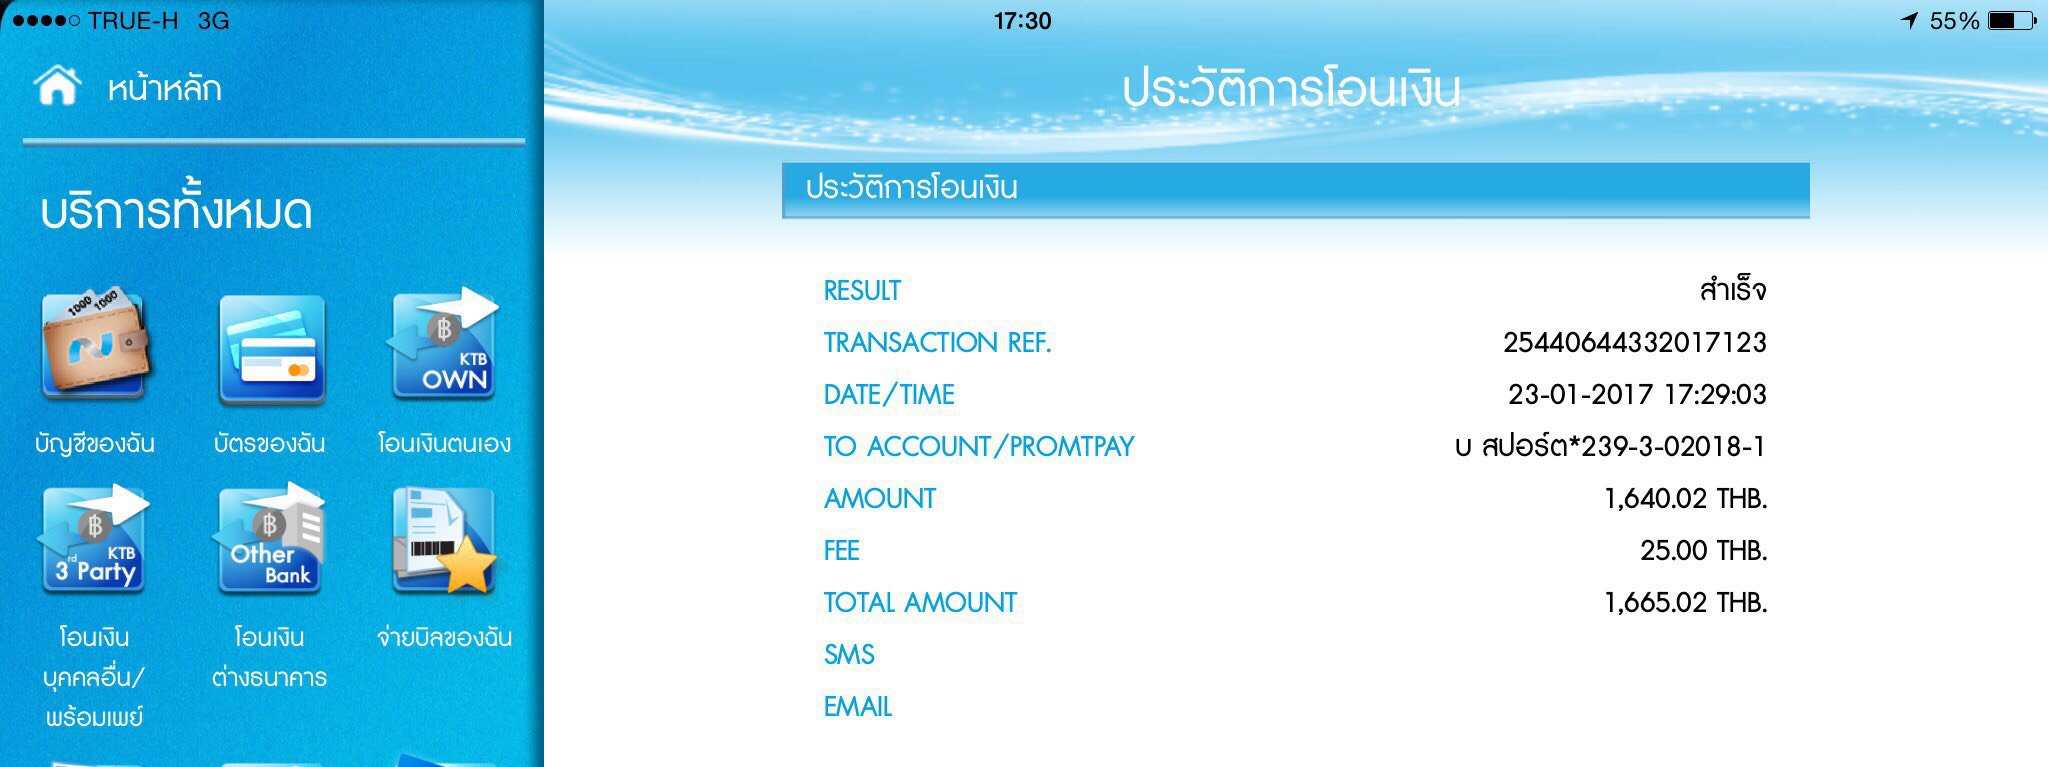 TRUE-H 3G
17:30
55%
หน้าหลัก
บริการทั้งหมด
1000 1000
บัญชีของฉัน
บัตรของฉัน
฿
KTB
OWN
โอนเงินตนเอง
฿
KTB
3rd Party
โอนเงิน
บุคคลอื่น/
พร้อมเพย์
฿
Other
Bank
โอนเงิน
ต่างธนาคาร
จ่ายบิลของฉัน
ประวัติการโอนเงิน
ประวัติการโอนเงิน
RESULT สำเร็จ
TRANSACTION REF. 25440644332017123
DATE/TIME 23-01-2017 17:29:03
TO ACCOUNT/PROMTPAY บ สปอร์ต*239-3-02018-1
AMOUNT 1,640.02 THB.
FEE 25.00 THB.
TOTAL AMOUNT 1,665.02 THB.
SMS
EMAIL